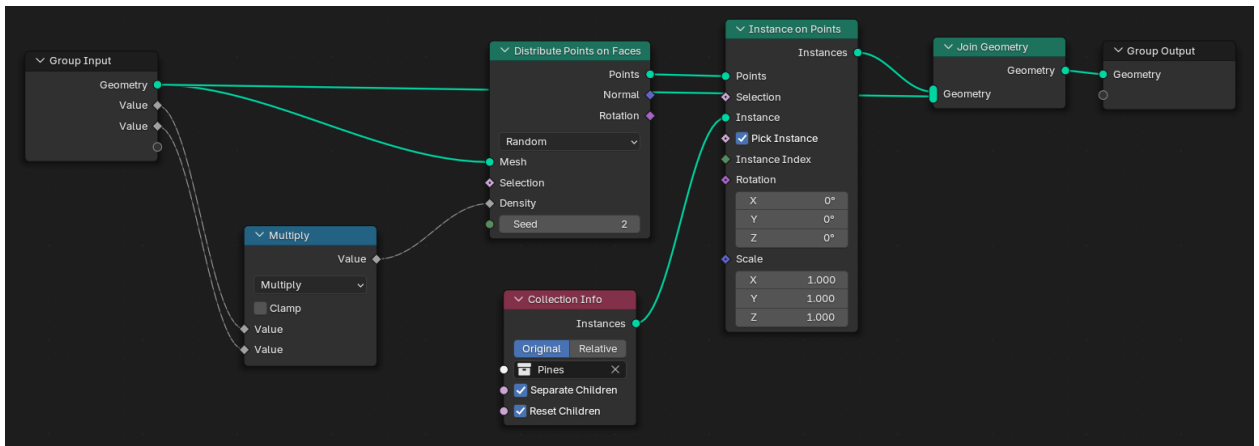 Group Input
Geometry
Value
Value
Multiply
Value
Multiply
Clamp
Value
Value
Distribute Points on Faces
Points
Normal
Rotation
Random
Mesh
Selection
Density
Seed 2
Collection Info
Instances
Original Relative
Pines
Separate Children
Reset Children
Instance on Points
Instances
Points
Selection
Instance
Pick Instance
Instance Index
Rotation
X 0°
Y 0°
Z 0°
Scale
X 1.000
Y 1.000
Z 1.000
Join Geometry
Geometry
Geometry
Group Output
Geometry